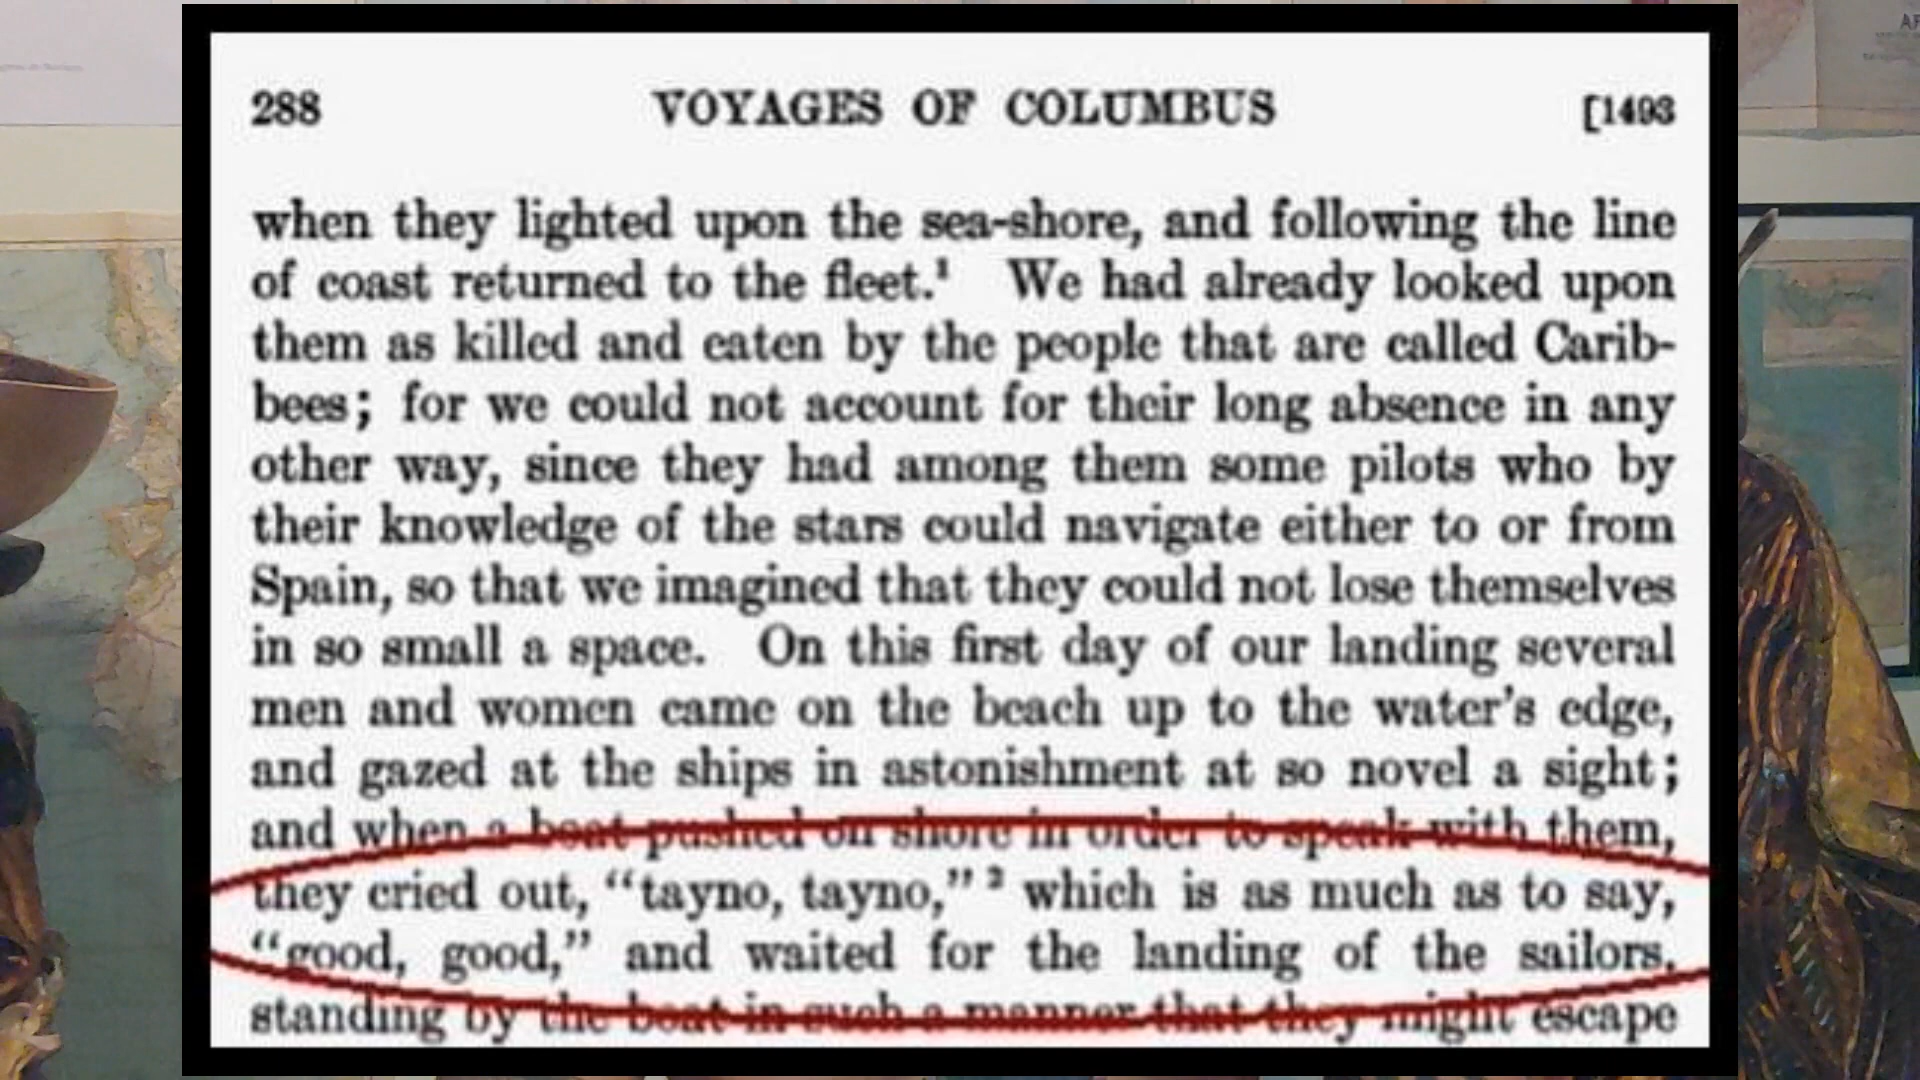 288 VOYAGES OF COLUMBUS [1493
when they lighted upon the sea-shore, and following the line
of coast returned to the fleet.¹ We had already looked upon
them as killed and eaten by the people that are called Carib-
bees; for we could not account for their long absence in any
other way, since they had among them some pilots who by
their knowledge of the stars could navigate either to or from
Spain, so that we imagined that they could not lose themselves
in so small a space. On this first day of our landing several
men and women came on the beach up to the water's edge,
and gazed at the ships in astonishment at so novel a sight;
and when a boat pushed on shore in order to speak with them,
they cried out, “tayno, tayno,” ² which is as much as to say,
“good, good,” and waited for the landing of the sailors,
standing by the boat in such a manner that they might escape